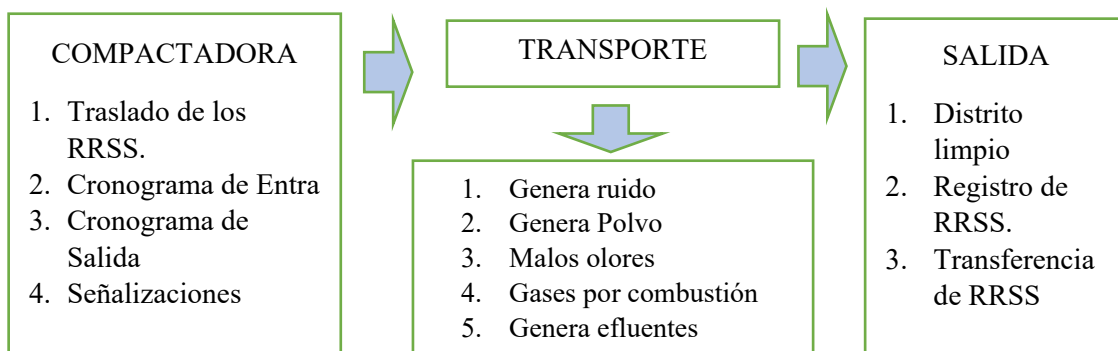 COMPACTADORA
1. Traslado de los
RRSS.
2. Cronograma de Entra
3. Cronograma de
Salida
4. Señalizaciones
TRANSPORTE
1. Genera ruido
2. Genera Polvo
3. Malos olores
4. Gases por combustión
5. Genera efluentes
SALIDA
1. Distrito
limpio
2. Registro de
RRSS.
3. Transferencia
de RRSS